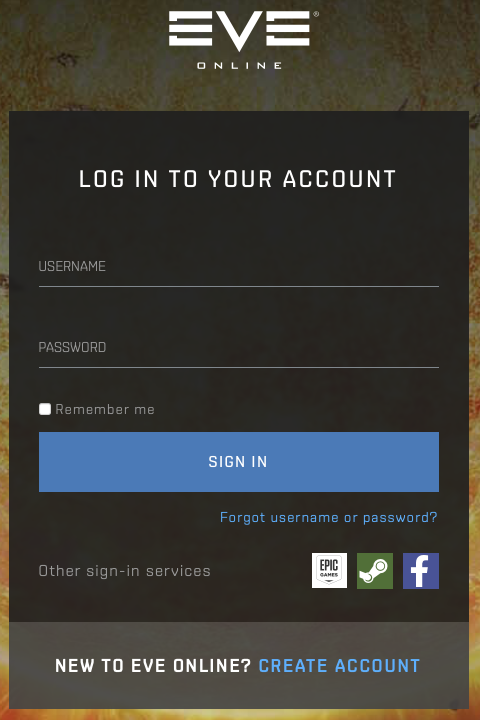 EVE ®
ONLINE
LOG IN TO YOUR ACCOUNT
USERNAME
PASSWORD
Remember me
SIGN IN
Forgot username or password?
Other sign-in services
EPIC
GAMES
NEW TO EVE ONLINE? CREATE ACCOUNT